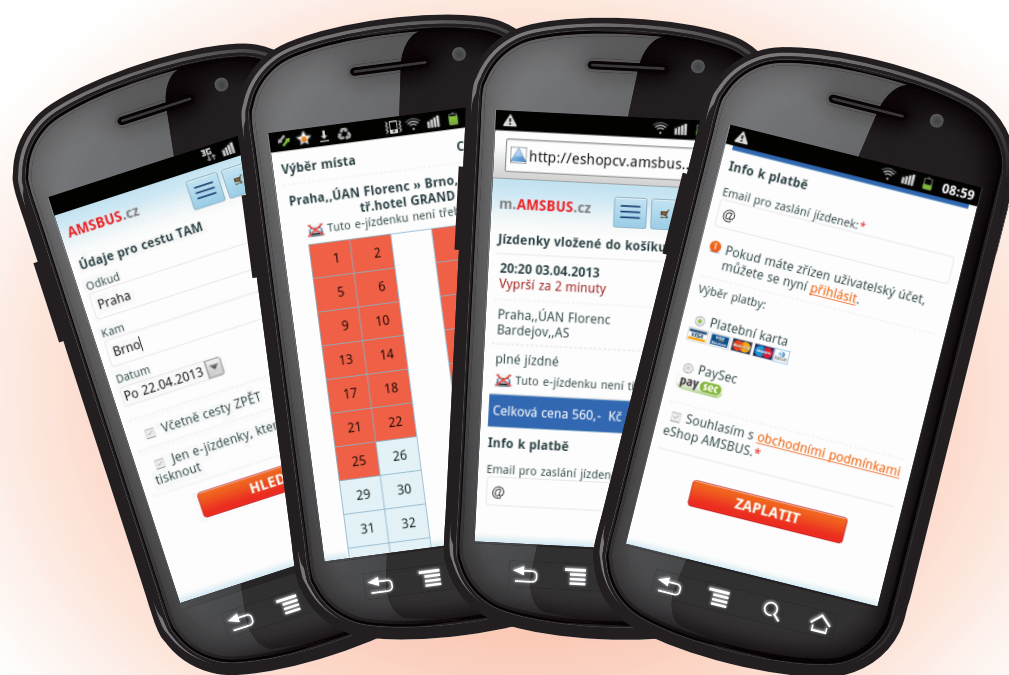 3G
AMSBUS.cz
Údaje pro cestu TAM
Odkud
Praha
Kam
Brno
Datum
Po 22.04.2013
Včetně cesty ZPĚT
Jen e-jízdenky,
tisknout
Výběr místa
Praha,,ÚAN Florenc » Brno,
tř.hotel GRAND
Tuto e-jízdenku není
1 2
5 6
9 10
13 14
17 18
21 22
25 26
29 30
31 32
http://eshopcv.amsbus..
m.AMSBUS.cz
Jízdenky vložené do košíku
20:20 03.04.2013
Vyprší za 2 minuty
Praha,,ÚAN Florenc
Bardejov,,AS
plné jízdné
Tuto e-jízdenku není
Celková cena 560,- Kč
Info k platbě
Email pro zaslání
@
08:59
Info k platbě
Email pro zaslání jízdenek:*
@
! Pokud máte zřízen uživatelský účet,
můžete se nyní přihlásit.
Výběr platby:
Platební karta
VISA
PaySec
pay sec
Souhlasím s obchodními podmínkami
eShop AMSBUS.*
ZAPLATIT